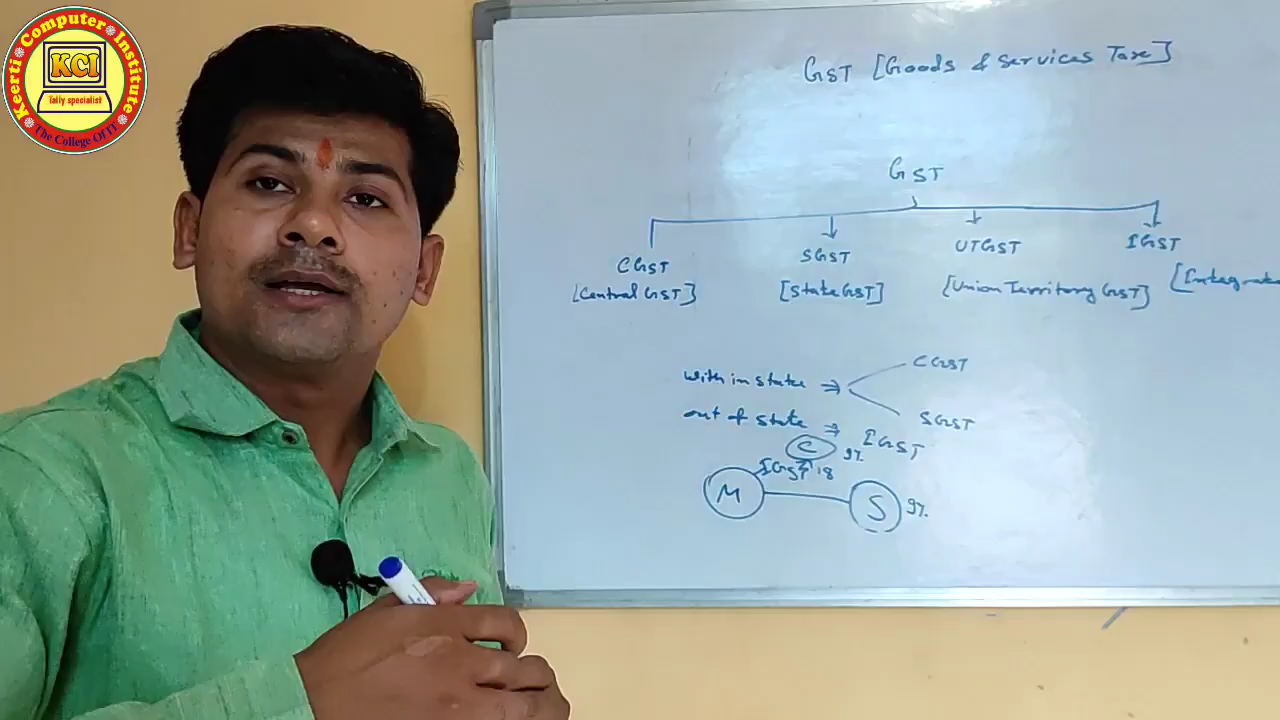 Keerti Computer Institute
KCI
Tally specialist
The College Of IT
GST [Goods & Services Tax]
GST
CGST SGST UTGST IGST
[Central GST] [State GST] [Union Territory GST] [Integrate
with in state ⇒ CGST
SGST
out of state ⇒ IGST
C 9%
IGST 18
M S 9%